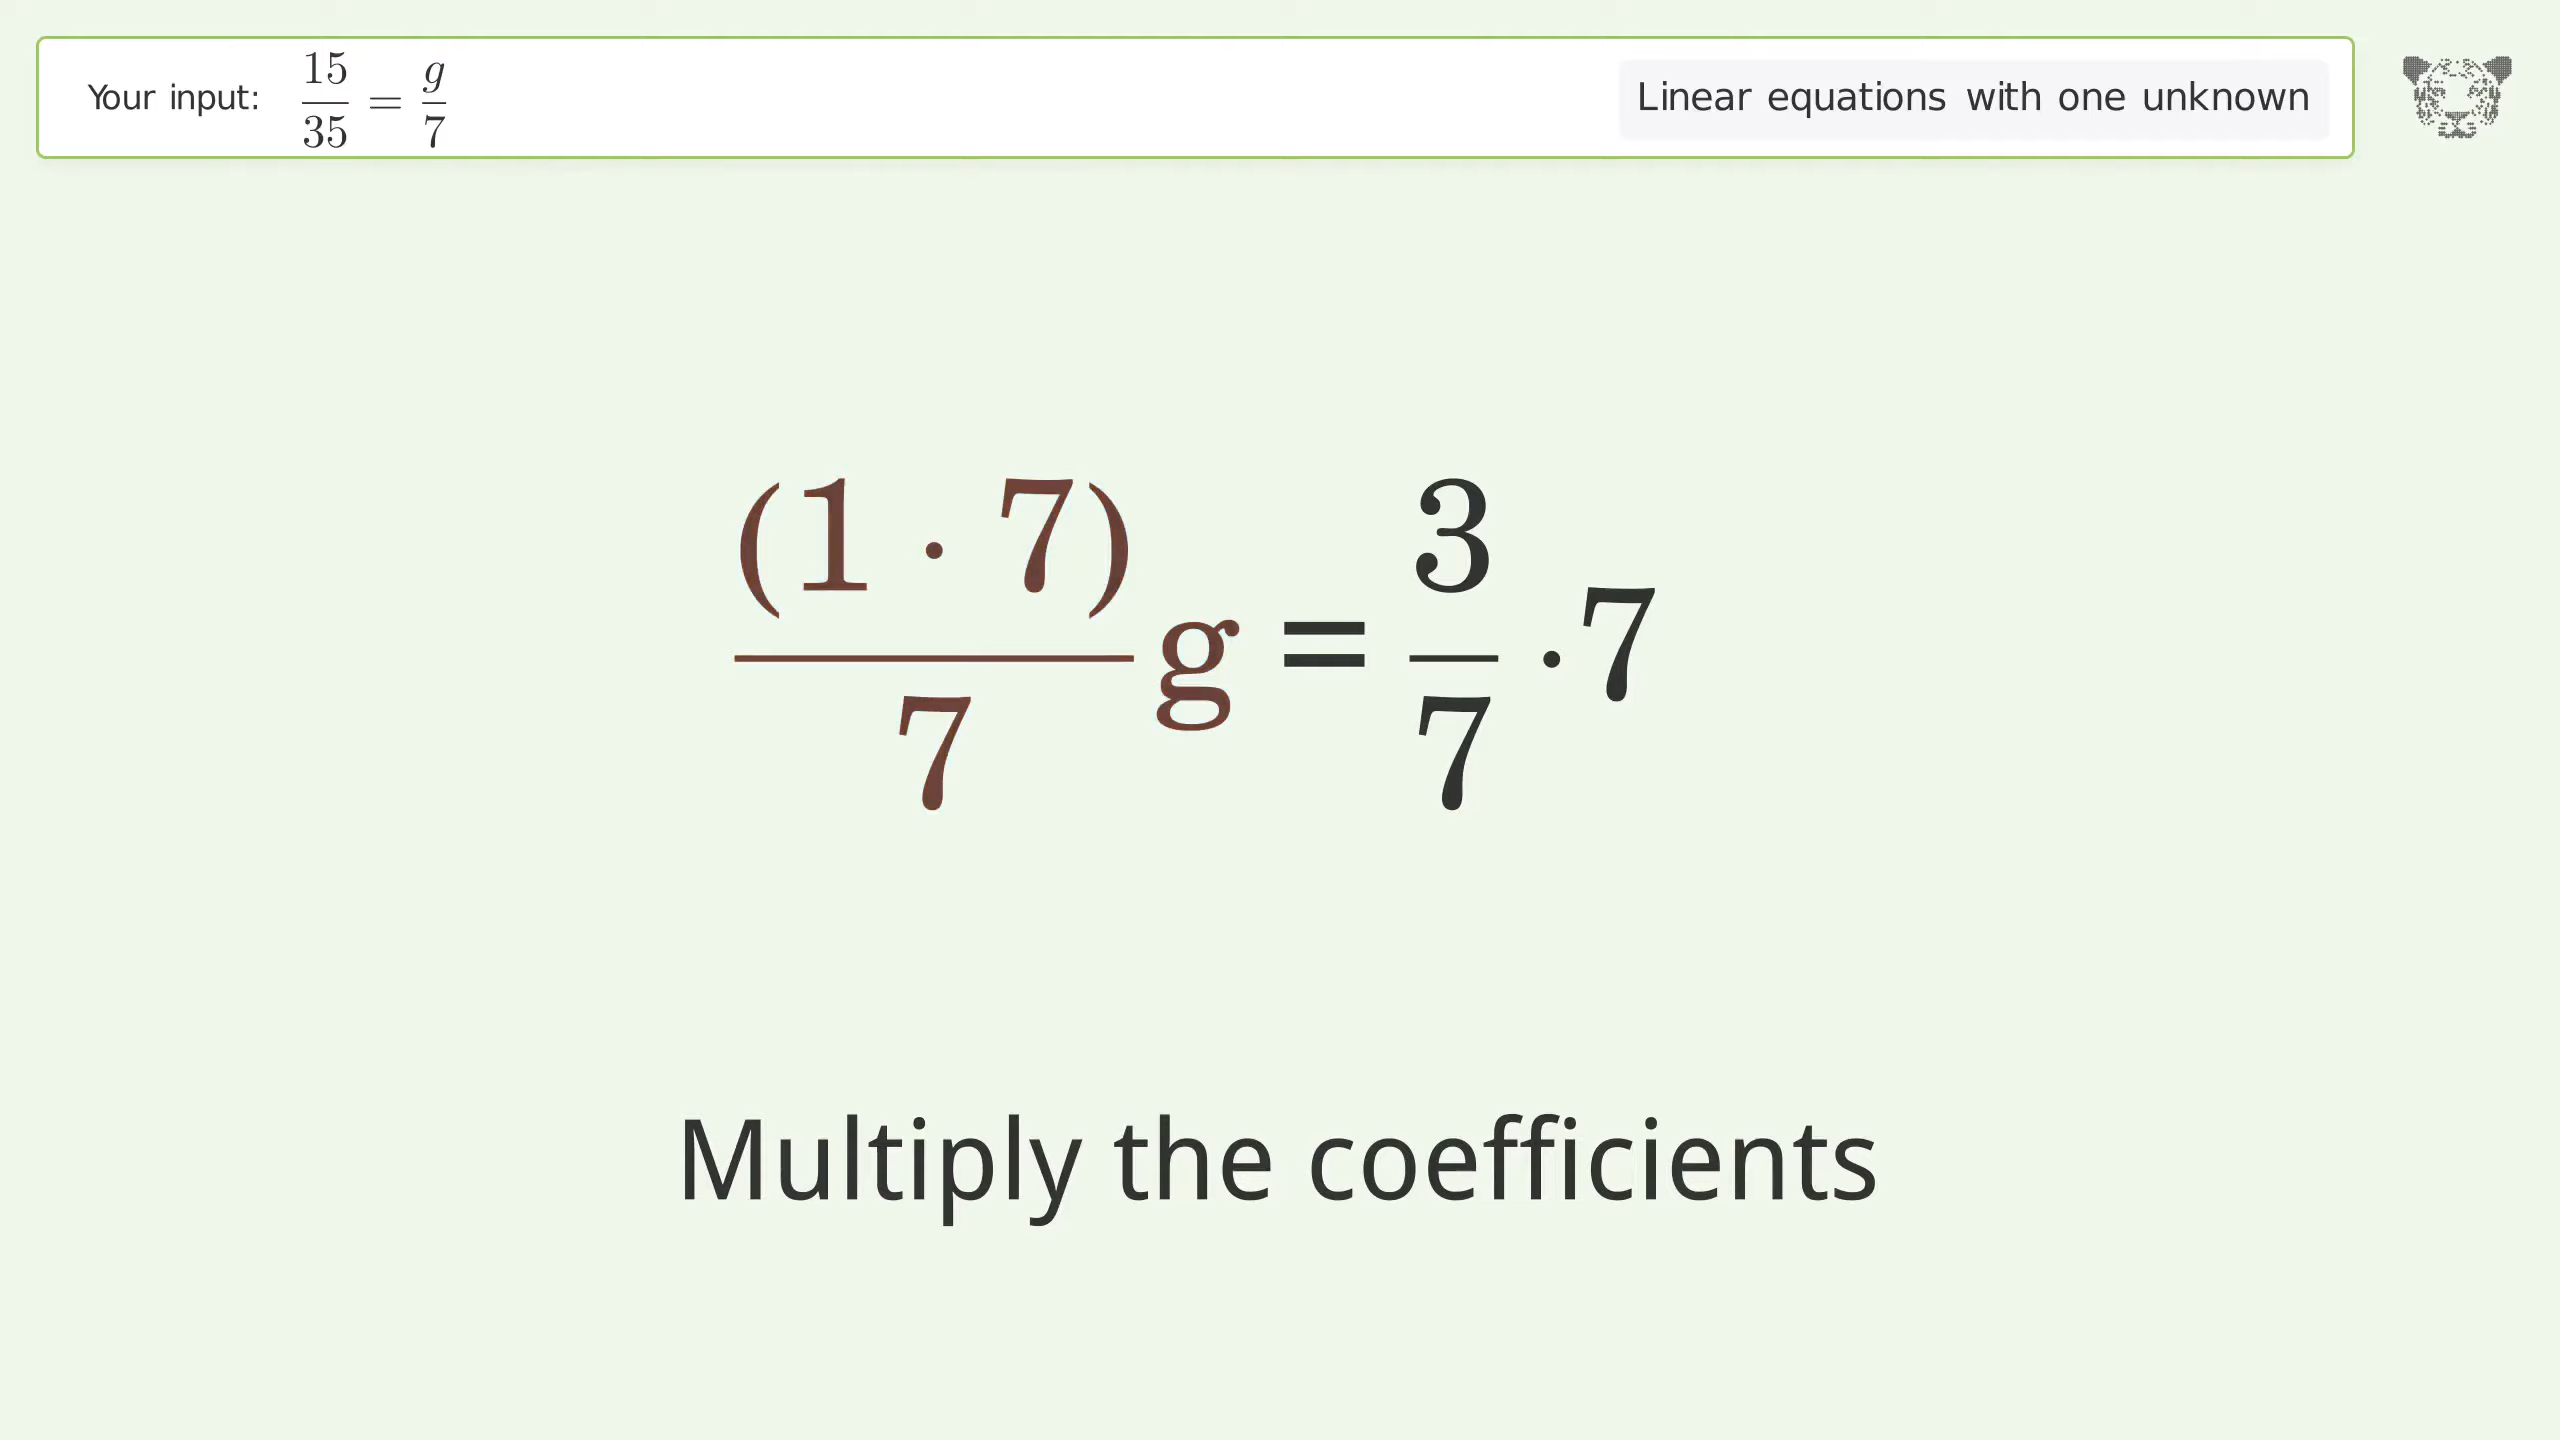 Your input: 15/35 = g/7
Linear equations with one unknown
(1 · 7)/7 g = 3/7 · 7
Multiply the coefficients